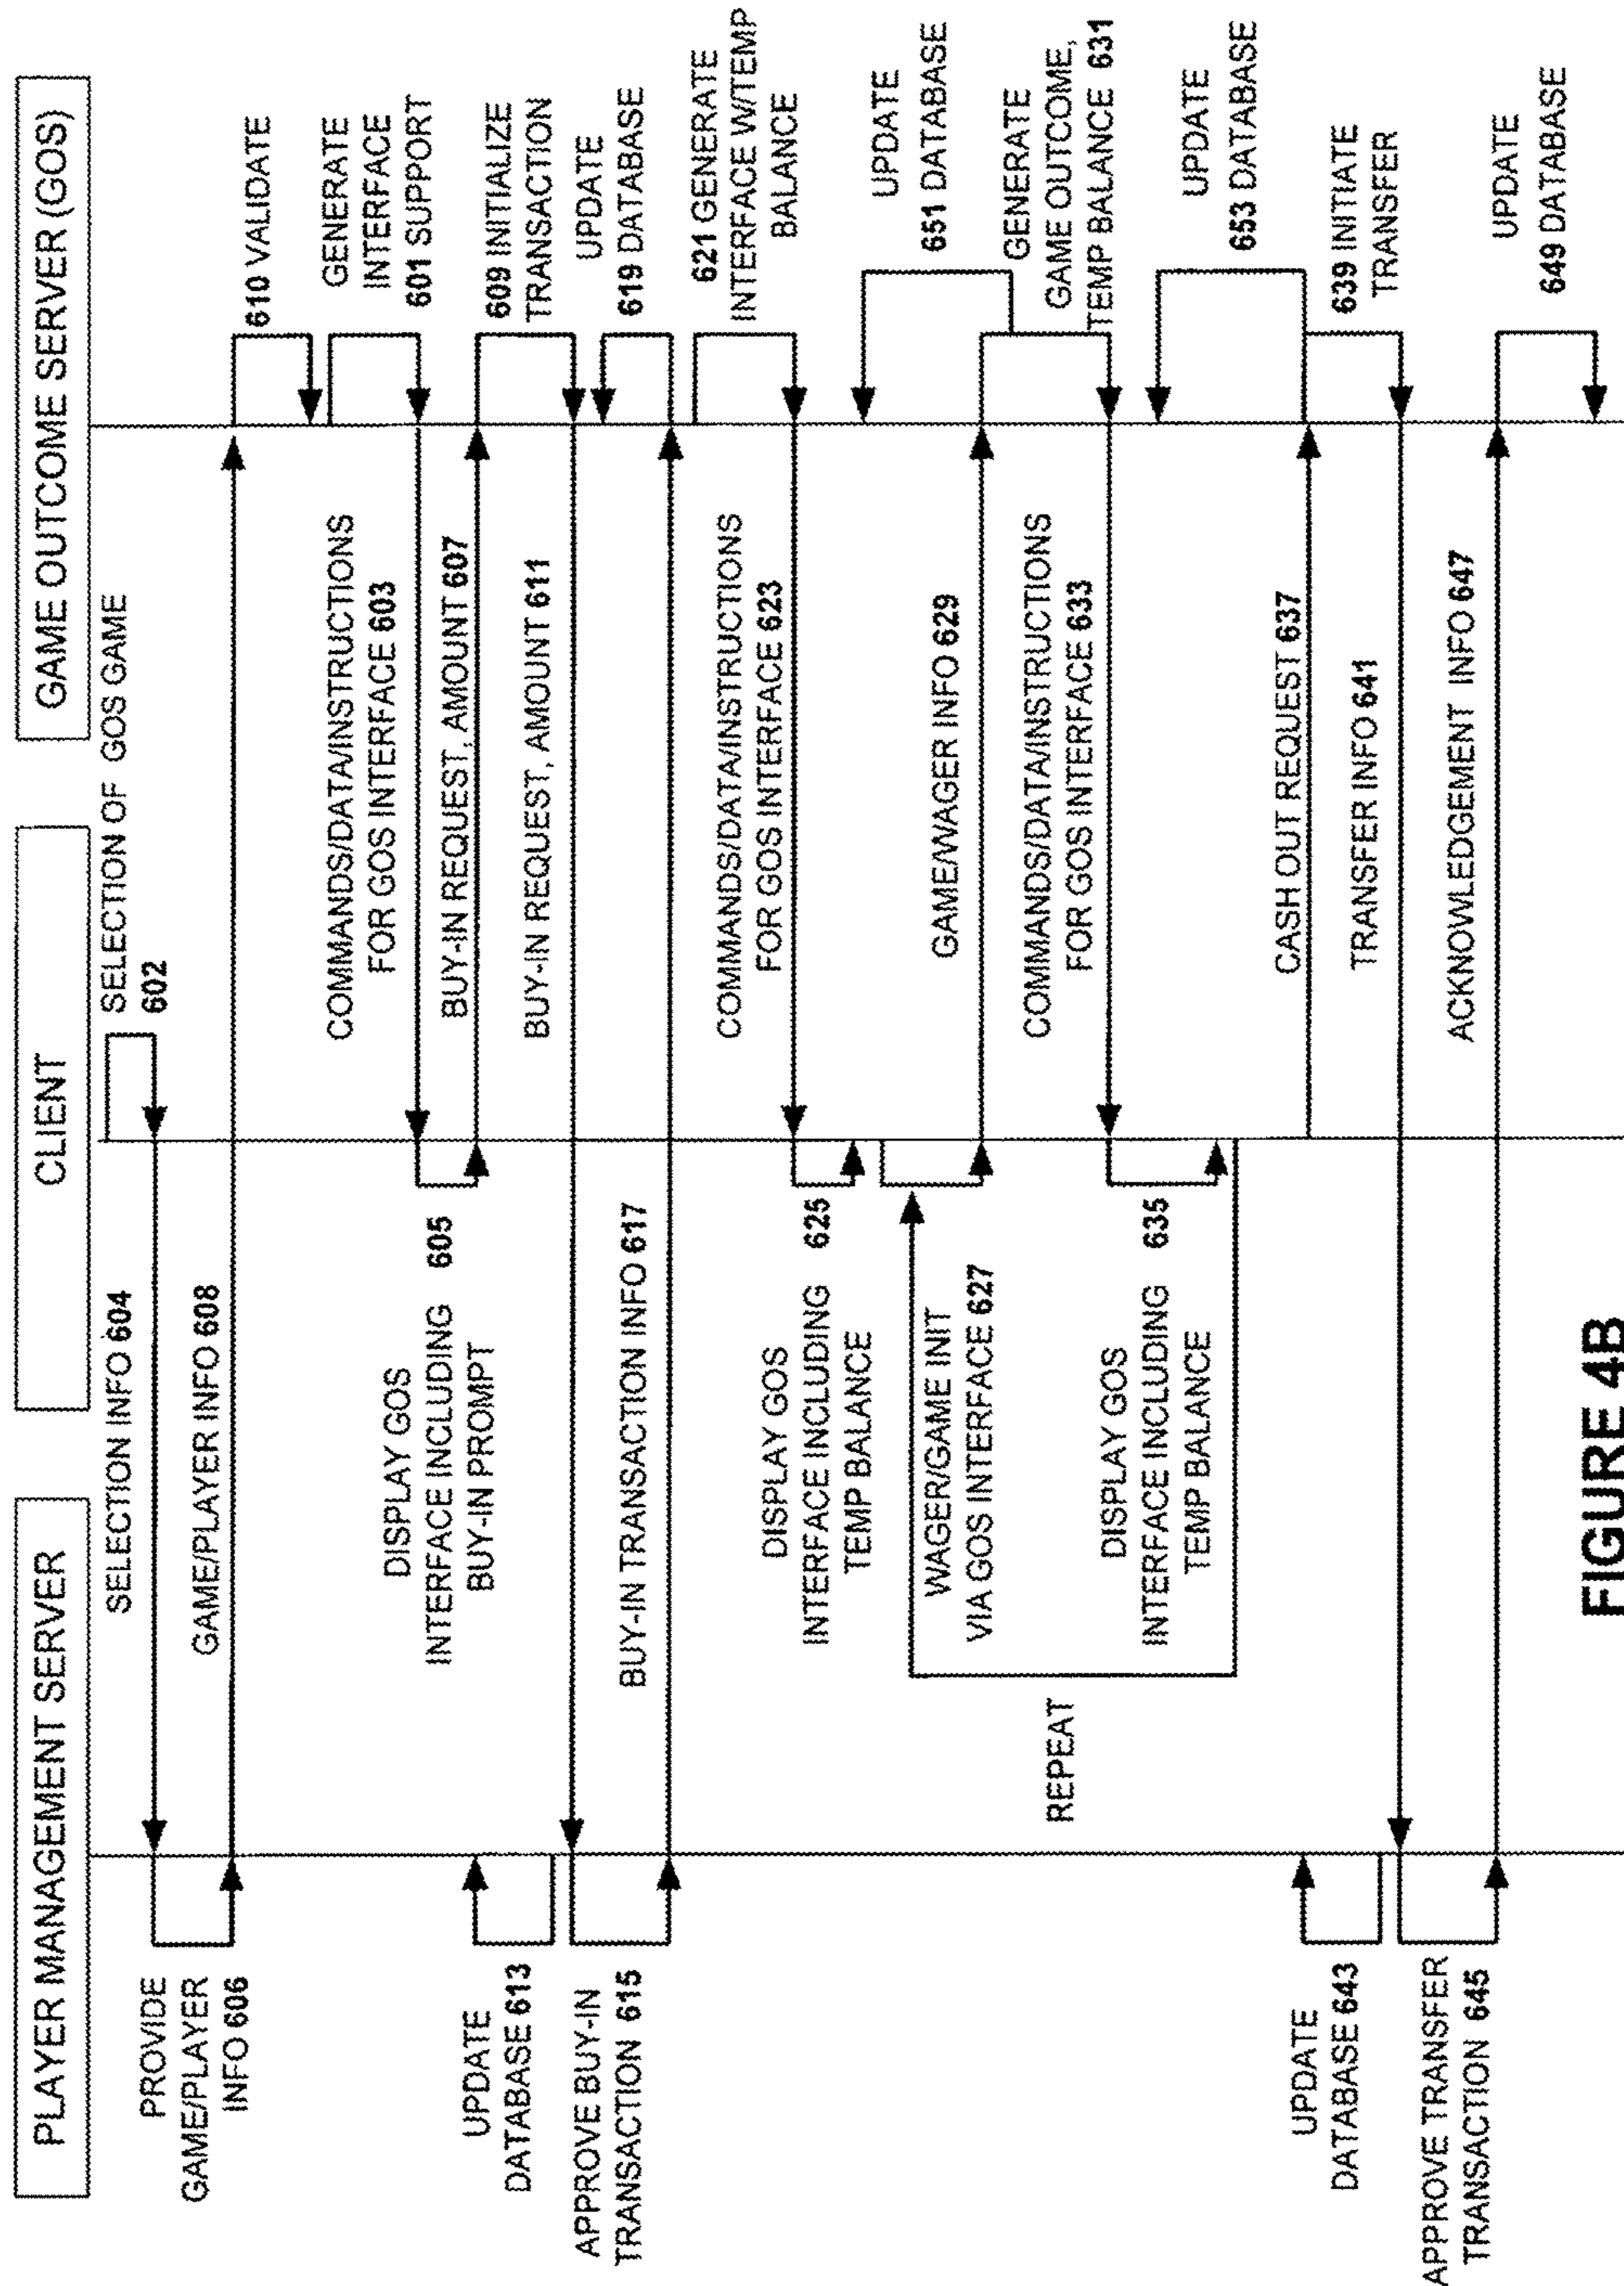 PLAYER MANAGEMENT SERVER
CLIENT
GAME OUTCOME SERVER (GOS)
SELECTION OF GOS GAME
602
SELECTION INFO 604
PROVIDE
GAME/PLAYER
INFO 606
GAME/PLAYER INFO 608
610 VALIDATE
GENERATE
INTERFACE
601 SUPPORT
COMMANDS/DATA/INSTRUCTIONS
FOR GOS INTERFACE 603
DISPLAY GOS
INTERFACE INCLUDING 605
BUY-IN PROMPT
BUY-IN REQUEST, AMOUNT 607
609 INITIALIZE
TRANSACTION
BUY-IN REQUEST, AMOUNT 611
UPDATE
DATABASE 613
APPROVE BUY-IN
TRANSACTION 615
BUY-IN TRANSACTION INFO 617
UPDATE
619 DATABASE
621 GENERATE
INTERFACE W/TEMP
BALANCE
COMMANDS/DATA/INSTRUCTIONS
FOR GOS INTERFACE 623
DISPLAY GOS
INTERFACE INCLUDING 625
TEMP BALANCE
WAGER/GAME INIT
VIA GOS INTERFACE 627
GAME/WAGER INFO 629
UPDATE
651 DATABASE
GENERATE
GAME OUTCOME,
TEMP BALANCE 631
COMMANDS/DATA/INSTRUCTIONS
FOR GOS INTERFACE 633
DISPLAY GOS
INTERFACE INCLUDING 635
TEMP BALANCE
REPEAT
CASH OUT REQUEST 637
UPDATE
653 DATABASE
639 INITIATE
TRANSFER
TRANSFER INFO 641
UPDATE
DATABASE 643
APPROVE TRANSFER
TRANSACTION 645
ACKNOWLEDGEMENT INFO 647
UPDATE
649 DATABASE
FIGURE 4B